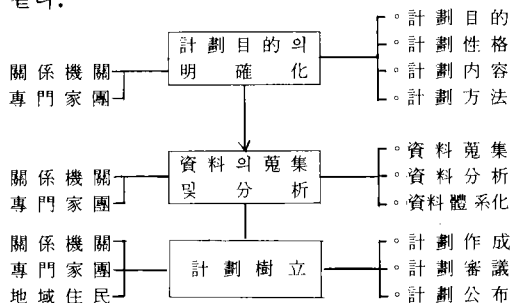 같다.
計劃目的의
明確化
關係機關
專門家團
◦計劃目的
◦計劃性格
◦計劃内容
◦計劃方法
資料의蒐集
및 分析
關係機關
專門家團
◦資料蒐集
◦資料分析
◦資料體系化
計劃樹立
關係機關
專門家團
地域住民
◦計劃作成
◦計劃審議
◦計劃公布